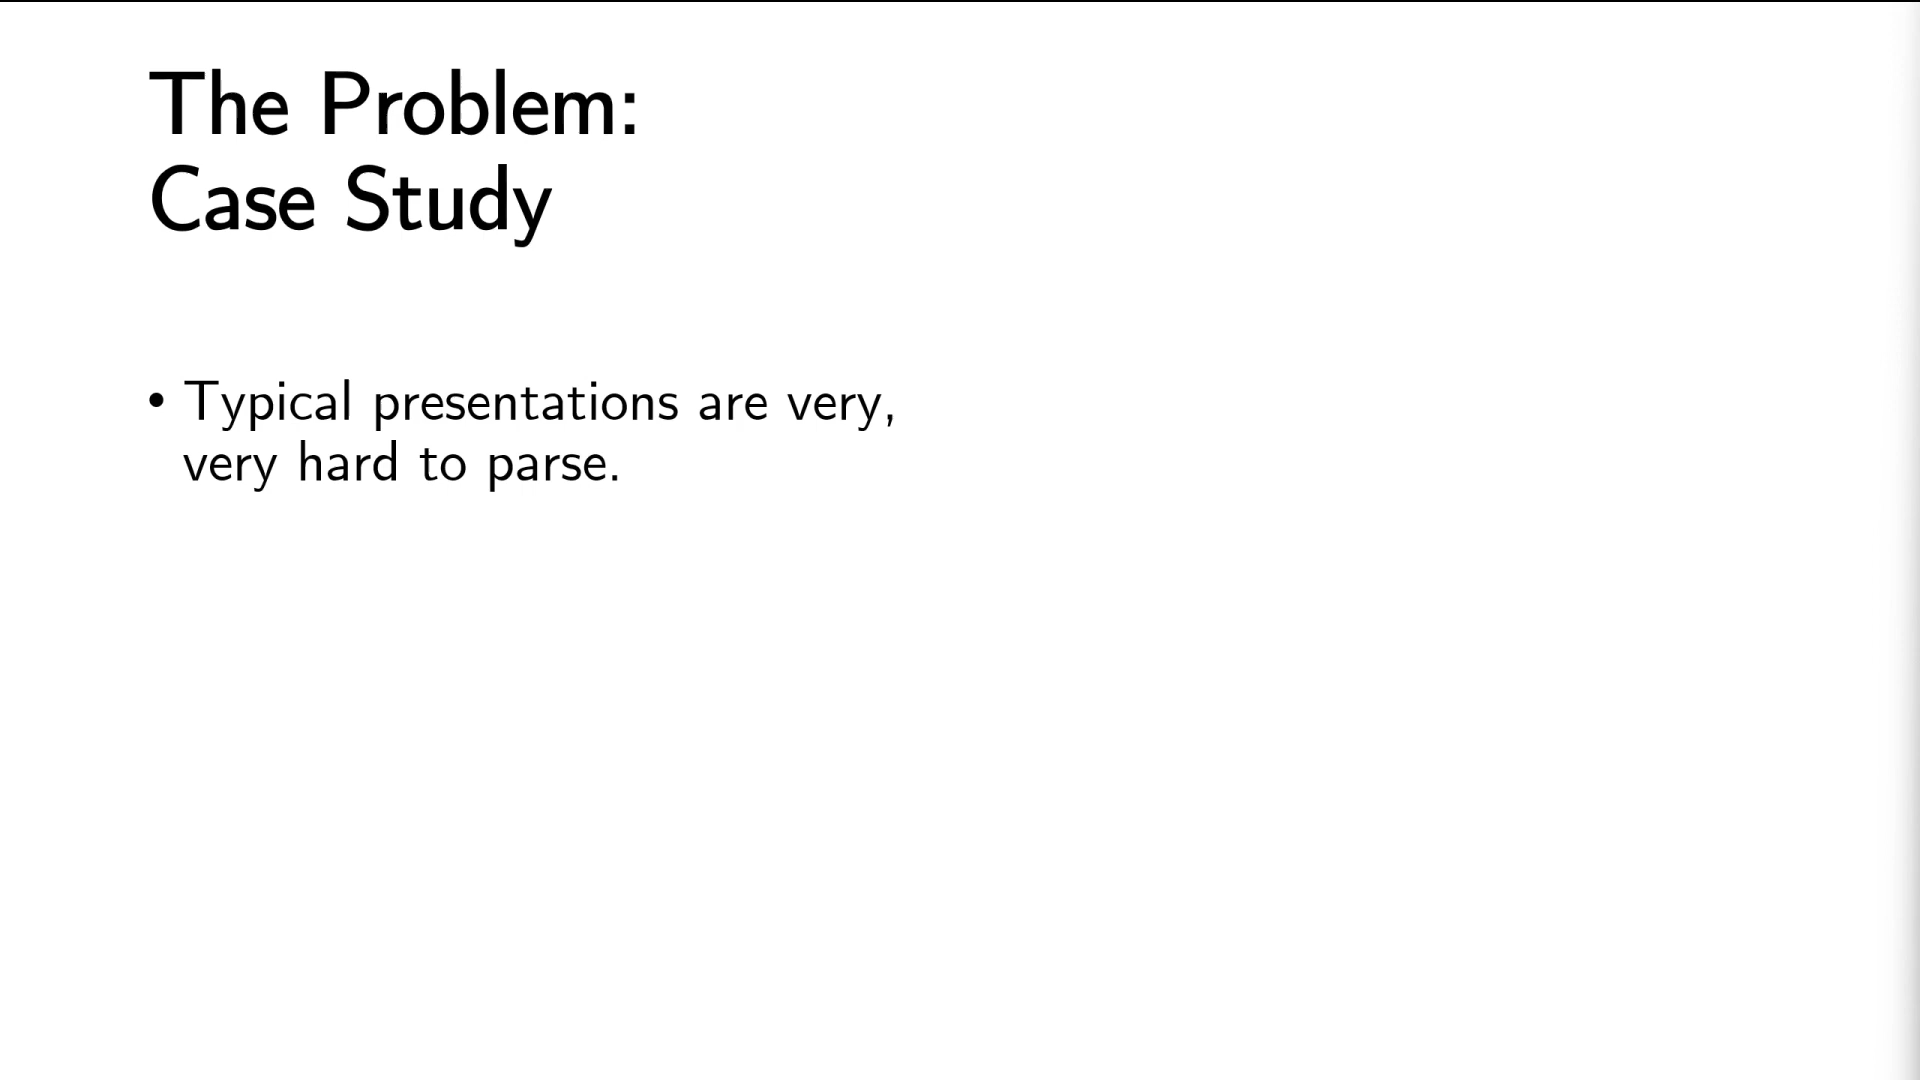 The Problem:
Case Study
• Typical presentations are very,
very hard to parse.